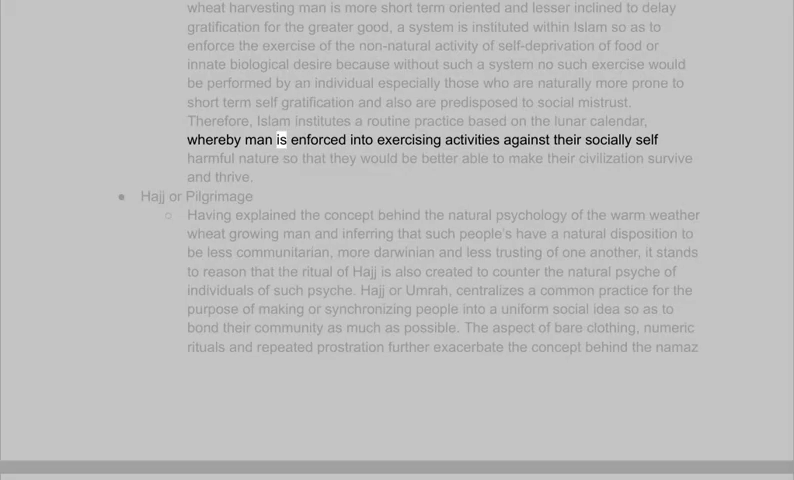 wheat harvesting man is more short term oriented and lesser inclined to delay
gratification for the greater good, a system is instituted within Islam so as to
enforce the exercise of the non-natural activity of self-deprivation of food or
innate biological desire because without such a system no such exercise would
be performed by an individual especially those who are naturally more prone to
short term self gratification and also are predisposed to social mistrust.
Therefore, Islam institutes a routine practice based on the lunar calendar,
whereby man is enforced into exercising activities against their socially self
harmful nature so that they would be better able to make their civilization survive
and thrive.
● Hajj or Pilgrimage
○ Having explained the concept behind the natural psychology of the warm weather
wheat growing man and inferring that such people's have a natural disposition to
be less communitarian, more darwinian and less trusting of one another, it stands
to reason that the ritual of Hajj is also created to counter the natural psyche of
individuals of such psyche. Hajj or Umrah, centralizes a common practice for the
purpose of making or synchronizing people into a uniform social idea so as to
bond their community as much as possible. The aspect of bare clothing, numeric
rituals and repeated prostration further exacerbate the concept behind the namaz